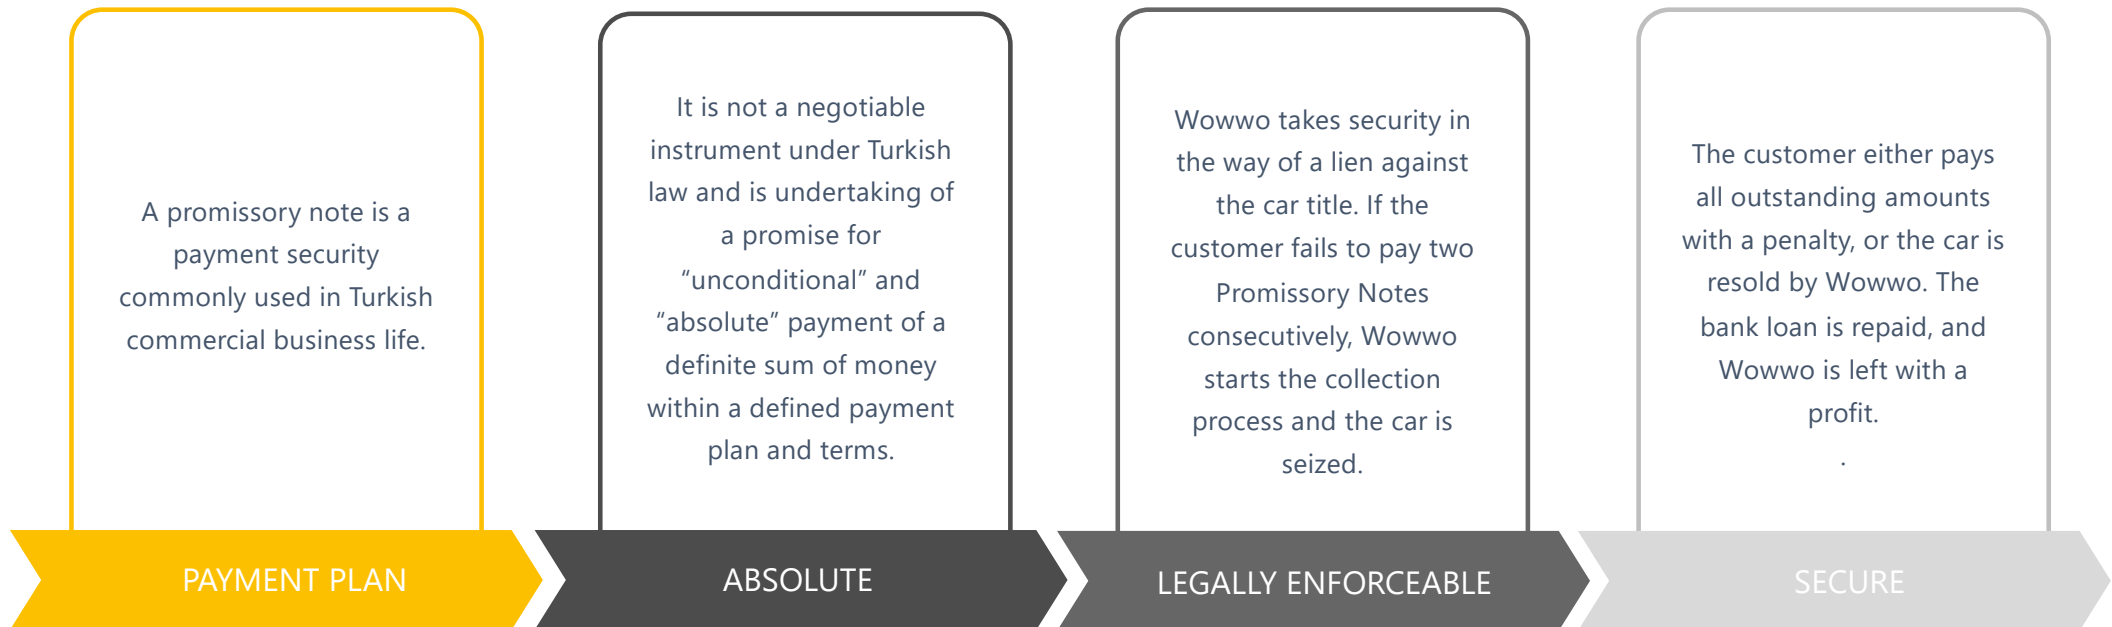 A promissory note is a
payment security
commonly used in Turkish
commercial business life.
PAYMENT PLAN
It is not a negotiable
instrument under Turkish
law and is undertaking of
a promise for
“unconditional” and
“absolute” payment of a
definite sum of money
within a defined payment
plan and terms.
ABSOLUTE
Wowwo takes security in
the way of a lien against
the car title. If the
customer fails to pay two
Promissory Notes
consecutively, Wowwo
starts the collection
process and the car is
seized.
LEGALLY ENFORCEABLE
The customer either pays
all outstanding amounts
with a penalty, or the car is
resold by Wowwo. The
bank loan is repaid, and
Wowwo is left with a
profit.
.
SECURE